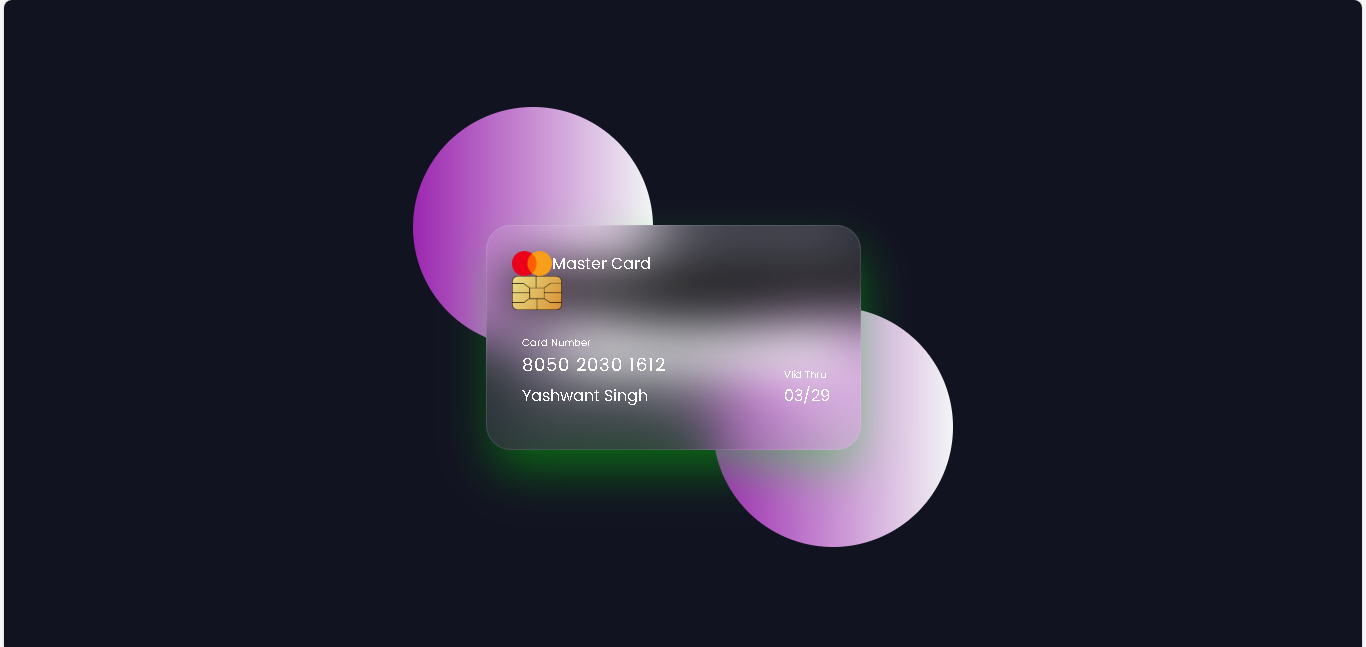 Master Card
Card Number
8050 2030 1612
Vlid Thru
Yashwant Singh
03/29